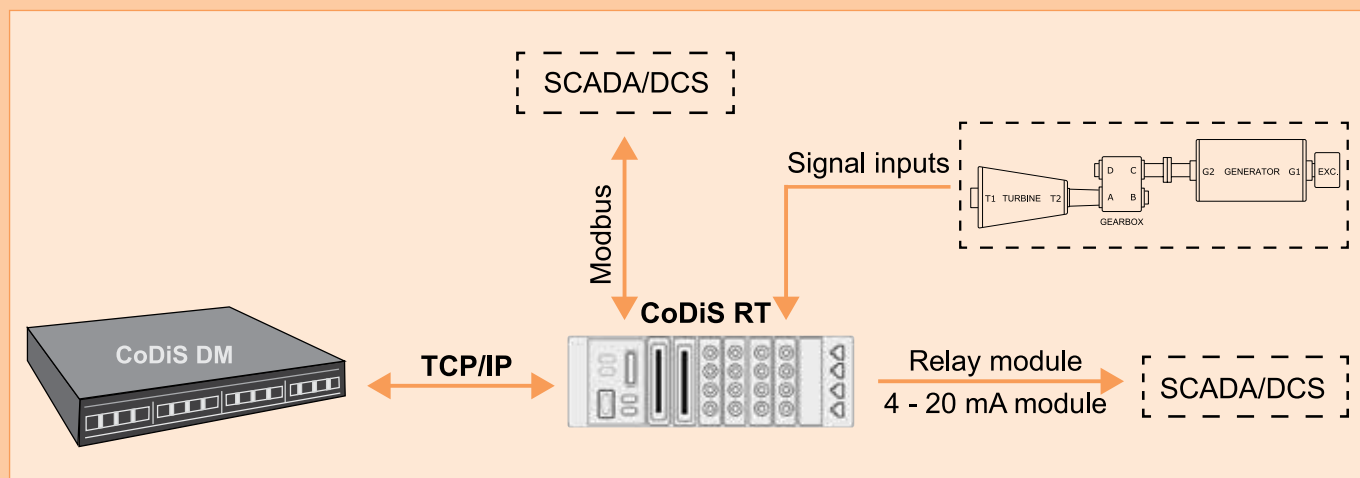 SCADA/DCS
Modbus
Signal inputs
D C
G2 GENERATOR G1 EXC.
T1 TURBINE T2
A B
GEARBOX
CoDiS RT
CoDiS DM
TCP/IP
Relay module
4 - 20 mA module
SCADA/DCS